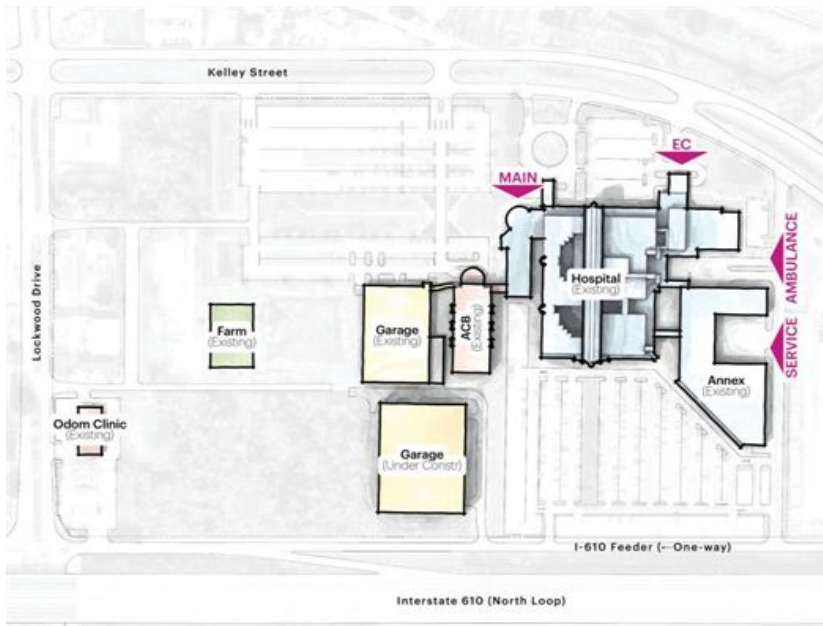 Kelley Street
EC
MAIN
AMBULANCE
Hospital
(Existing)
Lockwood Drive
Farm
(Existing)
Garage
(Existing)
ACB
(Existing)
SERVICE
Annex
(Existing)
Odom Clinic
(Existing)
Garage
(Under Constr)
I-610 Feeder (←One-way)
Interstate 610 (North Loop)